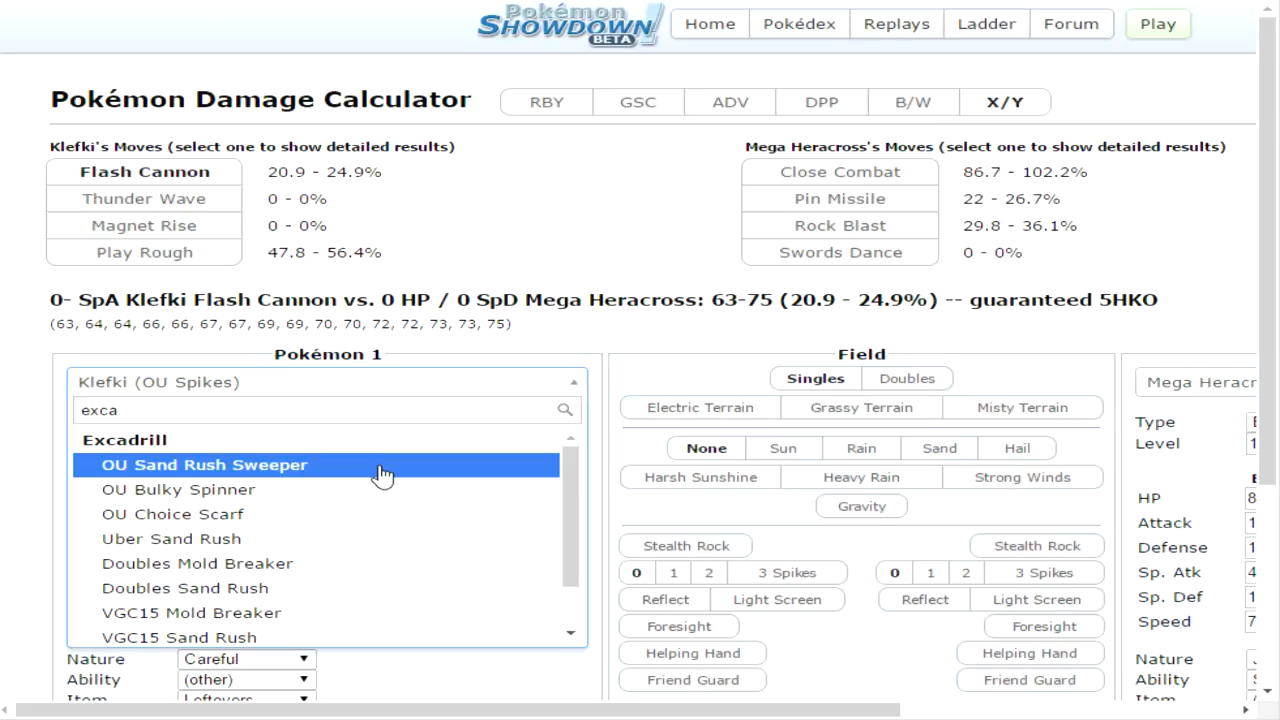 Pokémon
SHOWDOWN!
BETA
Home Pokédex Replays Ladder Forum Play
Pokémon Damage Calculator RBY GSC ADV DPP B/W X/Y
Klefki's Moves (select one to show detailed results)
Flash Cannon 20.9 - 24.9%
Thunder Wave 0 - 0%
Magnet Rise 0 - 0%
Play Rough 47.8 - 56.4%
Mega Heracross's Moves (select one to show detailed results)
Close Combat 86.7 - 102.2%
Pin Missile 22 - 26.7%
Rock Blast 29.8 - 36.1%
Swords Dance 0 - 0%
0- SpA Klefki Flash Cannon vs. 0 HP / 0 SpD Mega Heracross: 63-75 (20.9 - 24.9%) -- guaranteed 5HKO
(63, 64, 64, 66, 66, 67, 67, 69, 69, 70, 70, 72, 72, 73, 73, 75)
Pokémon 1
Klefki (OU Spikes)
exca
Excadrill
OU Sand Rush Sweeper
OU Bulky Spinner
OU Choice Scarf
Uber Sand Rush
Doubles Mold Breaker
Doubles Sand Rush
VGC15 Mold Breaker
VGC15 Sand Rush
Nature Careful
Ability (other)
Item Leftovers
Field
Singles Doubles
Electric Terrain Grassy Terrain Misty Terrain
None Sun Rain Sand Hail
Harsh Sunshine Heavy Rain Strong Winds
Gravity
Stealth Rock Stealth Rock
0 1 2 3 Spikes 0 1 2 3 Spikes
Reflect Light Screen Reflect Light Screen
Foresight Foresight
Helping Hand Helping Hand
Friend Guard Friend Guard
Mega Heracr
Type
Level 1
HP 8
Attack 1
Defense 1
Sp. Atk 4
Sp. Def 1
Speed 7
Nature
Ability
Item